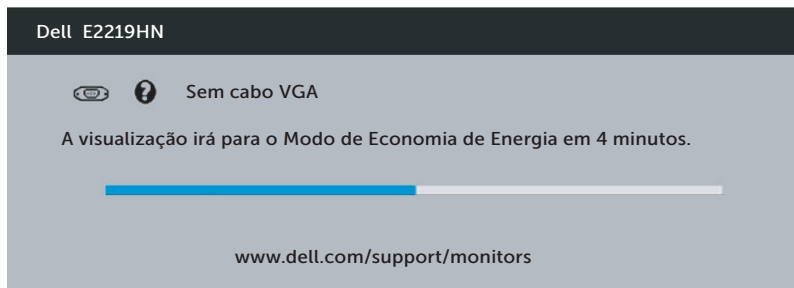 Dell E2219HN
Sem cabo VGA
A visualização irá para o Modo de Economia de Energia em 4 minutos.
www.dell.com/support/monitors